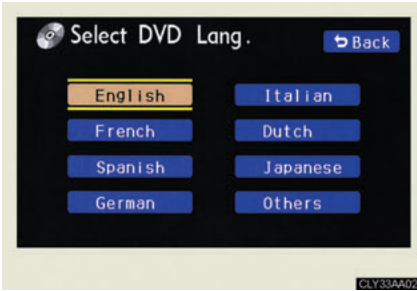 Select DVD Lang.
Back
English
Italian
French
Dutch
Spanish
Japanese
German
Others
CLY33AA02